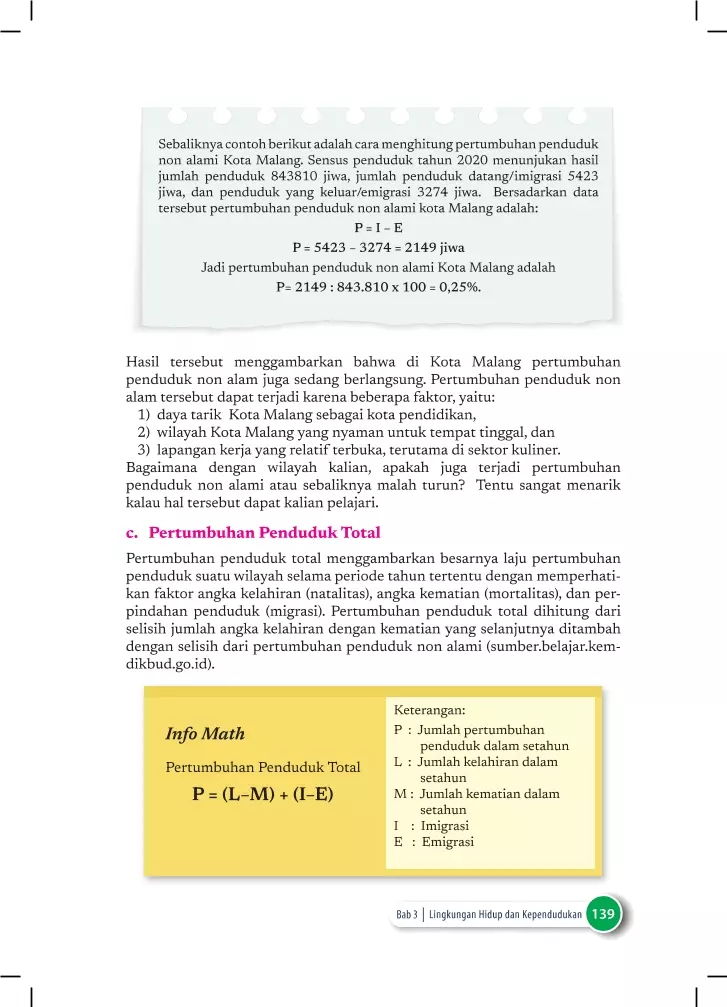 Sebaliknya contoh berikut adalah cara menghitung pertumbuhan penduduk
non alami Kota Malang. Sensus penduduk tahun 2020 menunjukan hasil
jumlah penduduk 843810 jiwa, jumlah penduduk datang/imigrasi 5423
jiwa, dan penduduk yang keluar/emigrasi 3274 jiwa. Bersadarkan data
tersebut pertumbuhan penduduk non alami kota Malang adalah:
P = I – E
P = 5423 – 3274 = 2149 jiwa
Jadi pertumbuhan penduduk non alami Kota Malang adalah
P= 2149 : 843.810 x 100 = 0,25%.
Hasil tersebut menggambarkan bahwa di Kota Malang pertumbuhan
penduduk non alam juga sedang berlangsung. Pertumbuhan penduduk non
alam tersebut dapat terjadi karena beberapa faktor, yaitu:
1) daya tarik Kota Malang sebagai kota pendidikan,
2) wilayah Kota Malang yang nyaman untuk tempat tinggal, dan
3) lapangan kerja yang relatif terbuka, terutama di sektor kuliner.
Bagaimana dengan wilayah kalian, apakah juga terjadi pertumbuhan
penduduk non alami atau sebaliknya malah turun? Tentu sangat menarik
kalau hal tersebut dapat kalian pelajari.
c. Pertumbuhan Penduduk Total
Pertumbuhan penduduk total menggambarkan besarnya laju pertumbuhan
penduduk suatu wilayah selama periode tahun tertentu dengan memperhati-
kan faktor angka kelahiran (natalitas), angka kematian (mortalitas), dan per-
pindahan penduduk (migrasi). Pertumbuhan penduduk total dihitung dari
selisih jumlah angka kelahiran dengan kematian yang selanjutnya ditambah
dengan selisih dari pertumbuhan penduduk non alami (sumber.belajar.kem-
dikbud.go.id).
Info Math
Pertumbuhan Penduduk Total
P = (L–M) + (I–E)
Keterangan:
P : Jumlah pertumbuhan
penduduk dalam setahun
L : Jumlah kelahiran dalam
setahun
M : Jumlah kematian dalam
setahun
I : Imigrasi
E : Emigrasi
Bab 3 | Lingkungan Hidup dan Kependudukan 139